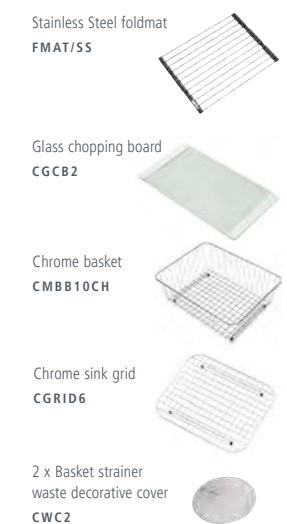 Stainless Steel foldmat
FMAT/SS
Glass chopping board
CGCB2
Chrome basket
CMBB10CH
Chrome sink grid
CGRID6
2 x Basket strainer
waste decorative cover
CWC2